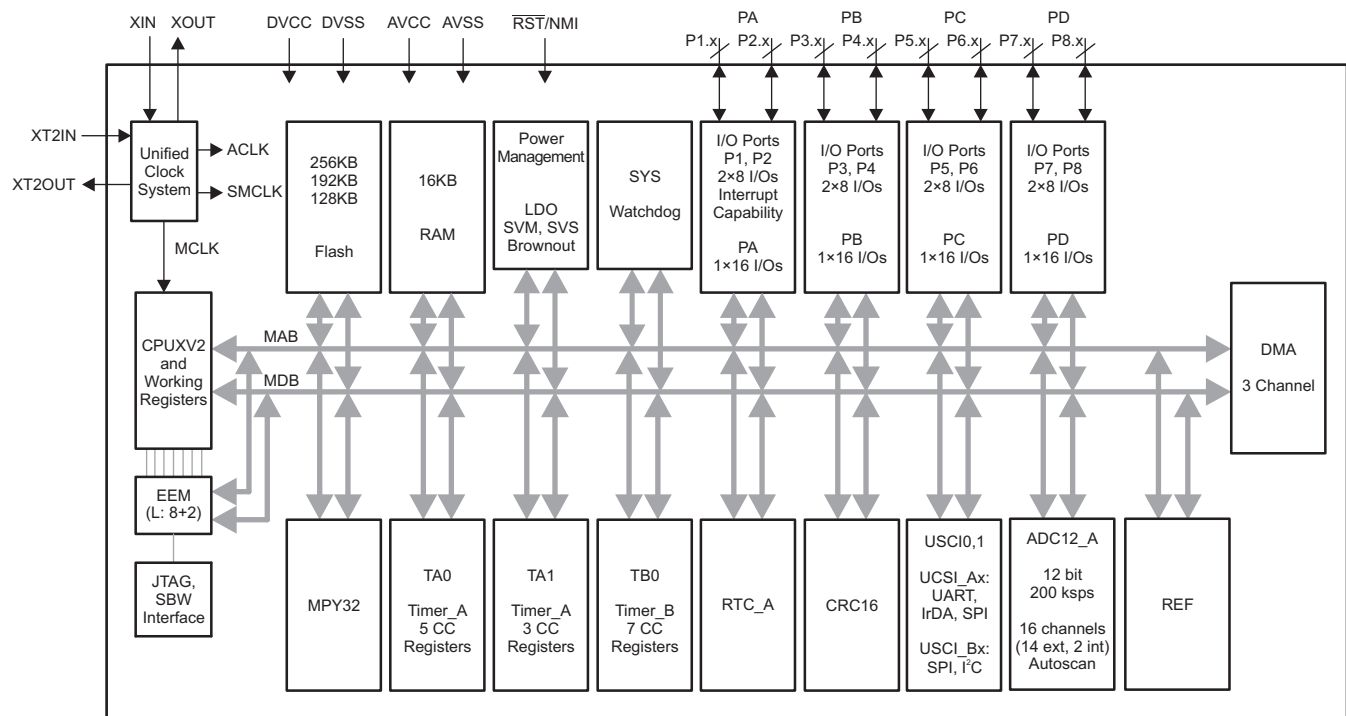 XIN XOUT DVCC DVSS AVCC AVSS RST/NMI PA PB PC PD
P1.x P2.x P3.x P4.x P5.x P6.x P7.x P8.x
XT2IN
XT2OUT
Unified
Clock
System
ACLK
SMCLK
MCLK
256KB
192KB
128KB
Flash
16KB
RAM
Power
Management
LDO
SVM, SVS
Brownout
SYS
Watchdog
I/O Ports
P1, P2
2×8 I/Os
Interrupt
Capability
PA
1×16 I/Os
I/O Ports
P3, P4
2×8 I/Os
PB
1×16 I/Os
I/O Ports
P5, P6
2×8 I/Os
PC
1×16 I/Os
I/O Ports
P7, P8
2×8 I/Os
PD
1×16 I/Os
CPUXV2
and
Working
Registers
MAB
MDB
DMA
3 Channel
EEM
(L: 8+2)
JTAG,
SBW
Interface
MPY32
TA0
Timer_A
5 CC
Registers
TA1
Timer_A
3 CC
Registers
TB0
Timer_B
7 CC
Registers
RTC_A
CRC16
USCI0,1
UCSI_Ax:
UART,
IrDA, SPI
USCI_Bx:
SPI, I²C
ADC12_A
12 bit
200 ksps
16 channels
(14 ext, 2 int)
Autoscan
REF